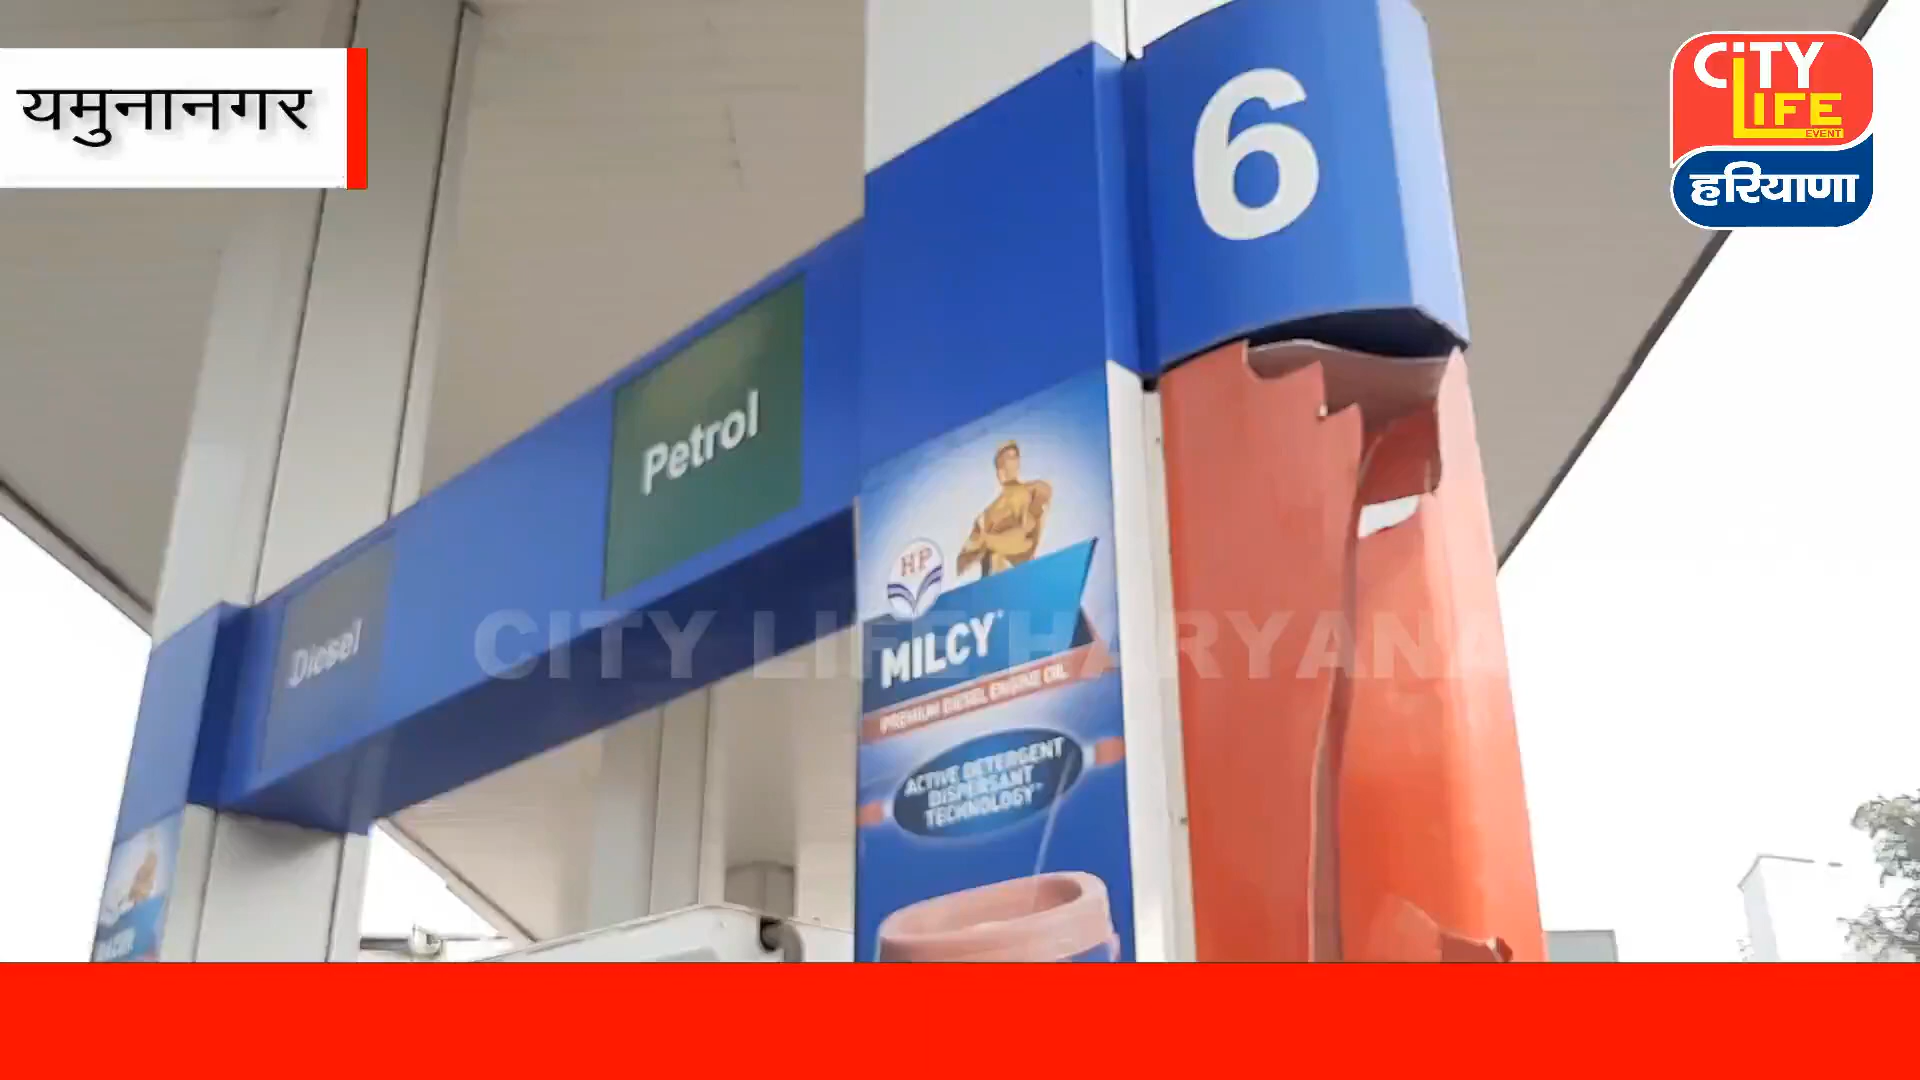 यमुनानगर
CiTY
LIFE
EVENT
हरियाणा
6
Petrol
Diesel
HP
MILCY
PREMIUM DIESEL ENGINE OIL
ACTIVE DETERGENT
DISPERSANT
TECHNOLOGY
CITY LIFE HARYANA